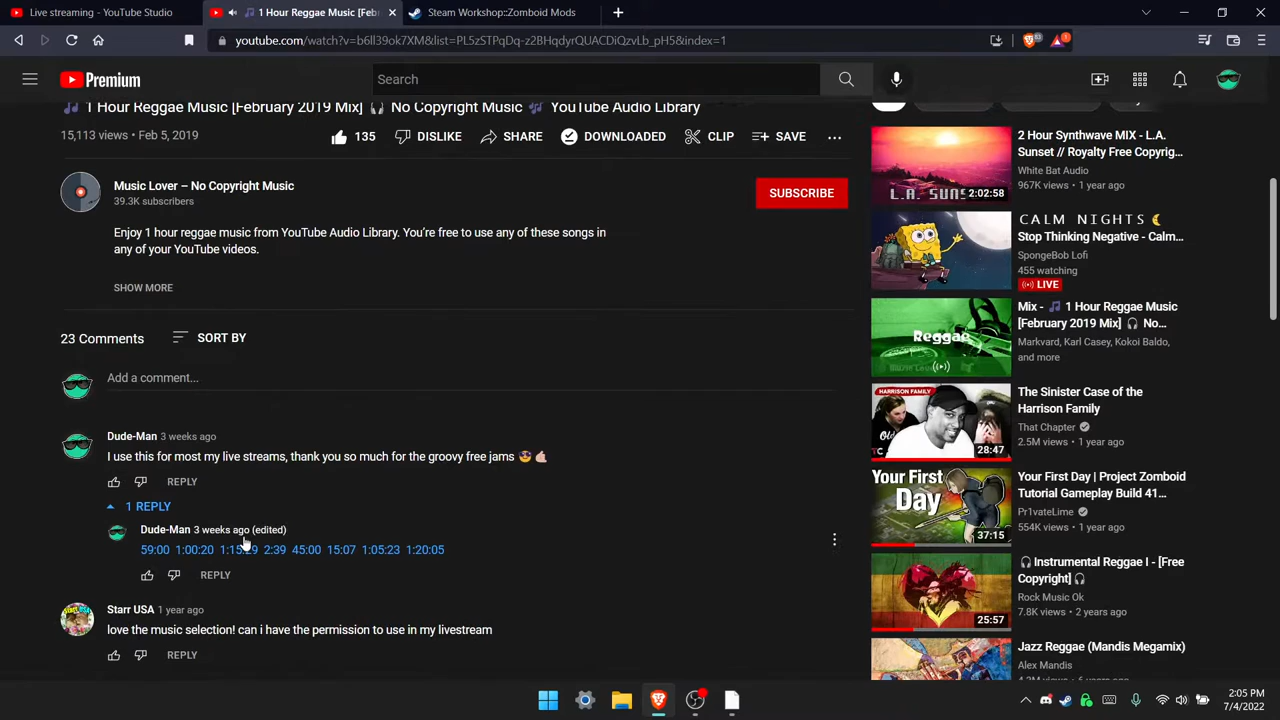 Live streaming - YouTube Studio
1 Hour Reggae Music [Feb
Steam Workshop::Zomboid Mods
youtube.com/watch?v=b6ll39ok7XM&list=PL5zSTPqDq-z2BHqdyrQUACDiQzvLb_pH5&index=1
Premium
Search
1 Hour Reggae Music [February 2019 Mix] 🎧 No Copyright Music 🎶 YouTube Audio Library
15,113 views • Feb 5, 2019
135
DISLIKE
SHARE
DOWNLOADED
CLIP
SAVE
Music Lover – No Copyright Music
39.3K subscribers
SUBSCRIBE
Enjoy 1 hour reggae music from YouTube Audio Library. You're free to use any of these songs in
any of your YouTube videos.
SHOW MORE
23 Comments
SORT BY
Add a comment...
Dude-Man 3 weeks ago
I use this for most my live streams, thank you so much for the groovy free jams
REPLY
1 REPLY
Dude-Man 3 weeks ago (edited)
59:00 1:00:20 2:39 45:00 15:07 1:05:23 1:20:05
REPLY
Starr USA 1 year ago
love the music selection can i have permission to use in my livestream
REPLY
2 Hour Synthwave MIX - L.A.
Sunset // Royalty Free Copyrig...
White Bat Audio
967K views • 1 year ago
L.A. SUNS
2:02:58
CALM NIGHTS
Stop Thinking Negative - Calm...
SpongeBob Lofi
455 watching
LIVE
Mix - 🎵 1 Hour Reggae Music
[February 2019 Mix] 🎧 No...
Markvard, Karl Casey, Kokoi Baldo,
and more
Reggae
HARRISON FAMILY
28:47
The Sinister Case of the
Harrison Family
That Chapter
2.5M views • 1 year ago
Your First
Day
37:15
Your First Day | Project Zomboid
Tutorial Gameplay Build 41...
Pr1vateLime
554K views • 1 year ago
25:57
🎧Instrumental Reggae I - [Free
Copyright]🎧
Rock Music Ok
7.8K views • 2 years ago
Jazz Reggae (Mandis Megamix)
Alex Mandis
2:05 PM
7/4/2022